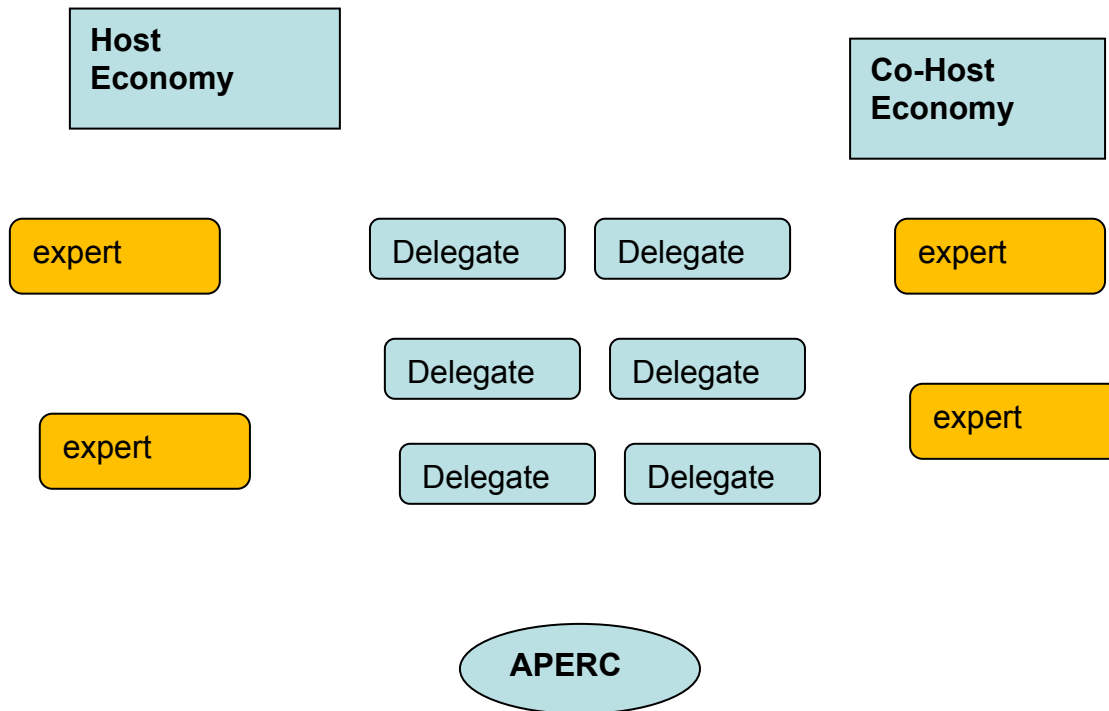 Host
Economy
Co-Host
Economy
expert
Delegate
Delegate
expert
Delegate
Delegate
expert
expert
Delegate
Delegate
APERC